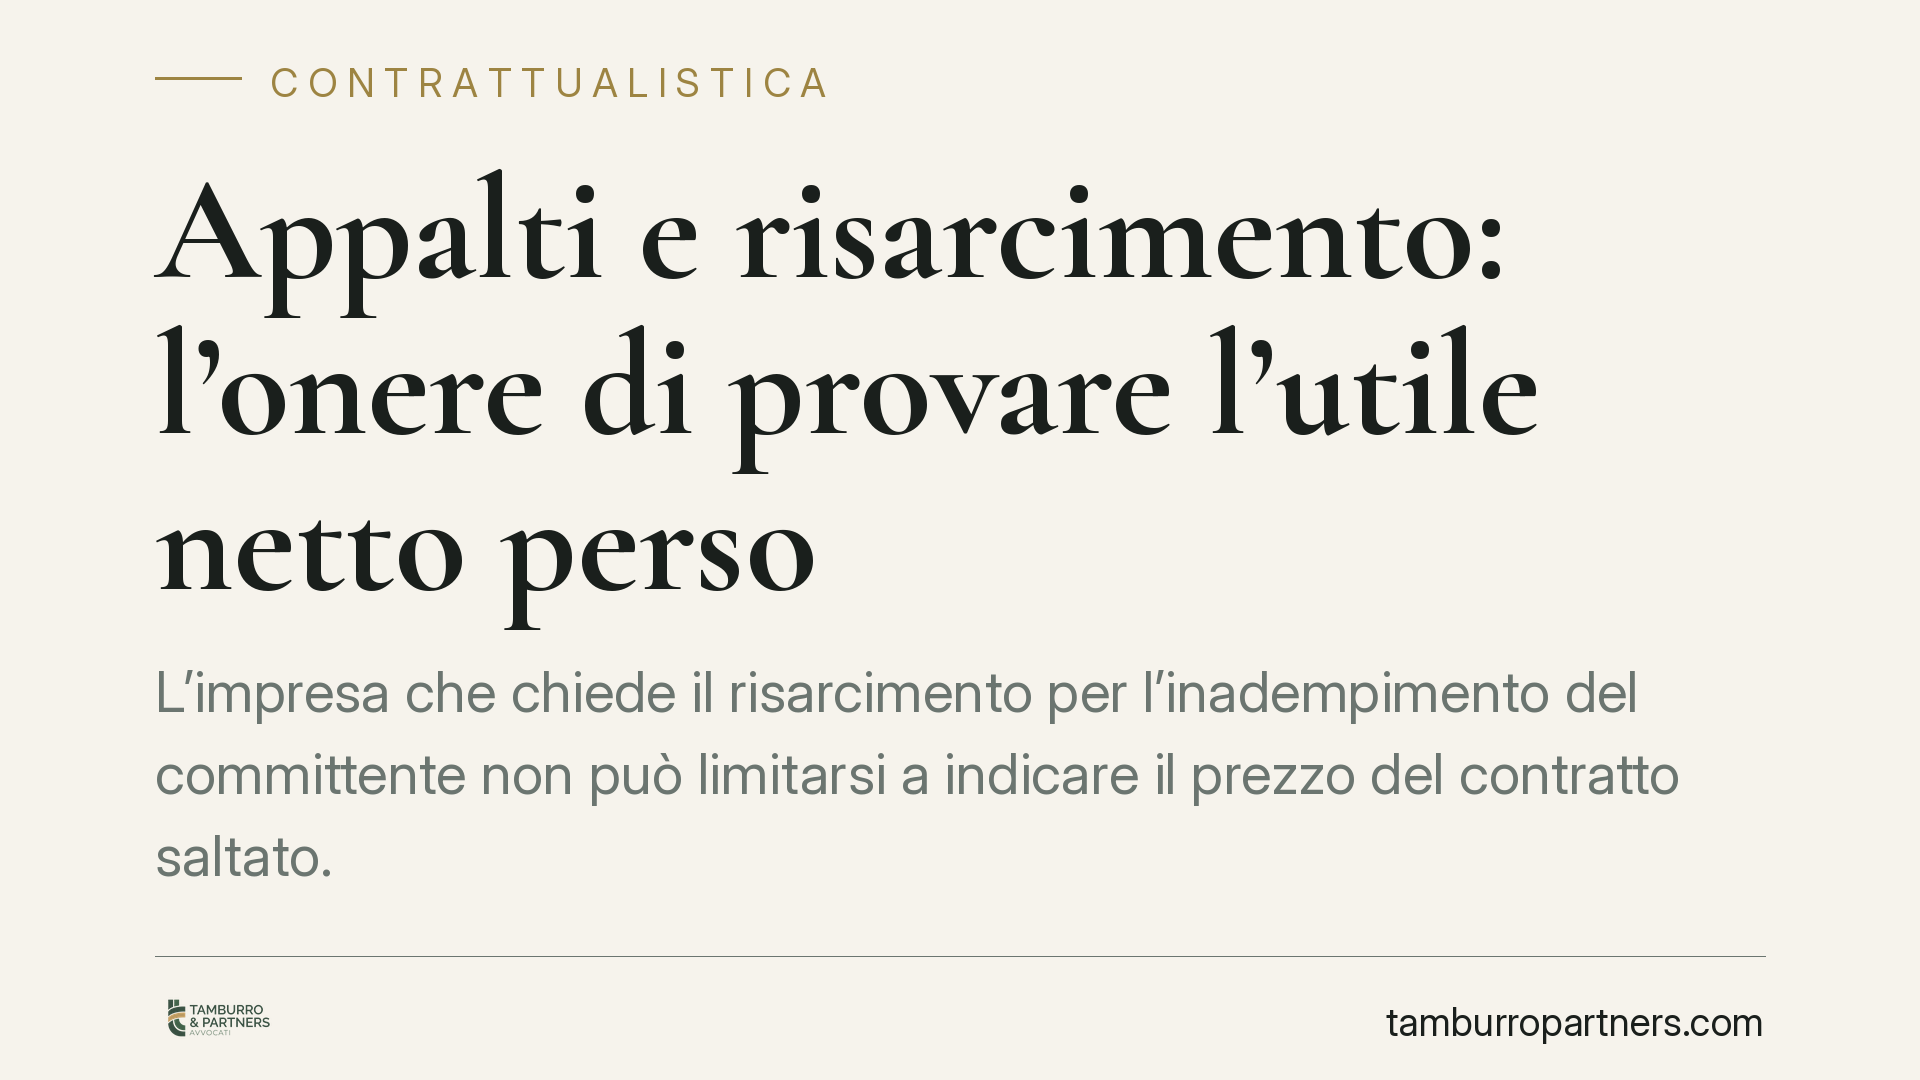 CONTRATTUALISTICA
Appalti e risarcimento:
l’onere di provare l’utile
netto perso
L’impresa che chiede il risarcimento per l’inadempimento del
committente non può limitarsi a indicare il prezzo del contratto
saltato.
TAMBURRO
& PARTNERS
AVVOCATI
tamburropartners.com